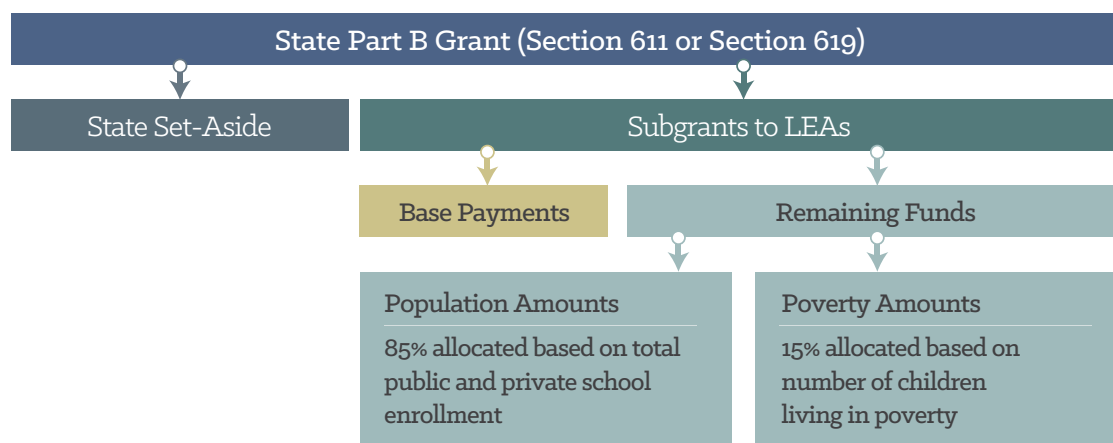 State Part B Grant (Section 611 or Section 619)
State Set-Aside
Subgrants to LEAs
Base Payments
Remaining Funds
Population Amounts
85% allocated based on total
public and private school
enrollment
Poverty Amounts
15% allocated based on
number of children
living in poverty